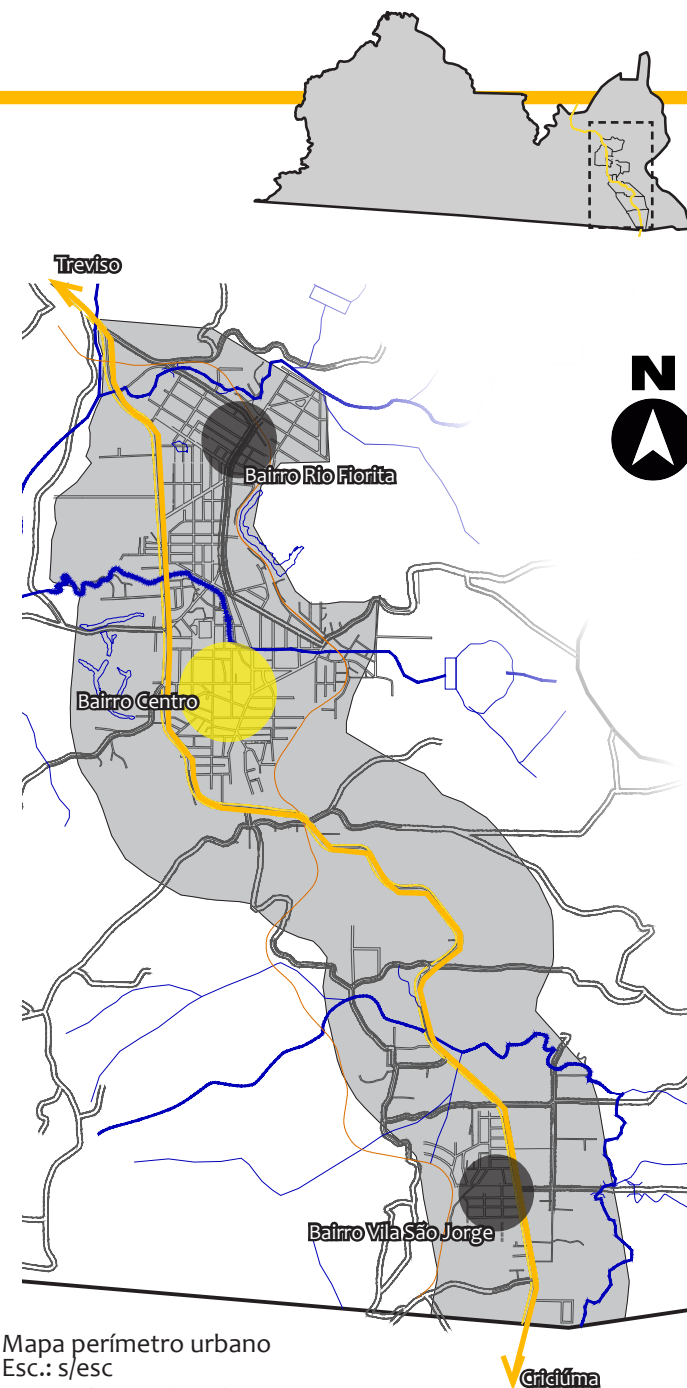 Treviso
N
Bairro Rio Fiorita
Bairro Centro
Bairro Vila São Jorge
Mapa perímetro urbano
Esc.: s/esc
Criciúma